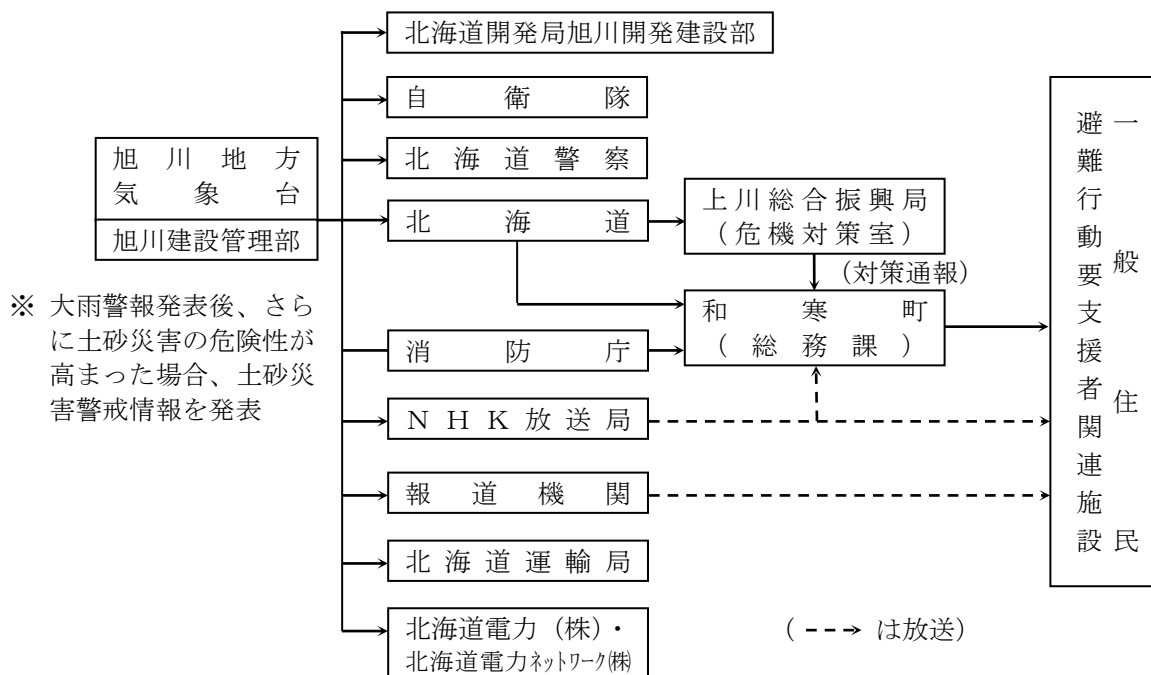 北海道開発局旭川開発建設部
自衛隊
北海道警察
旭川地方
気象台
旭川建設管理部
北海道
上川総合振興局
(危機対策室)
(対策通報)
和寒町
(総務課)
※ 大雨警報発表後、さら
に土砂災害の危険性が
高まった場合、土砂災
害警戒情報を発表
消防庁
NHK放送局
報道機関
北海道運輸局
北海道電力(株)・
北海道電力ネットワーク㈱
(は放送)
一般住民
避難行動要支援者関連施設